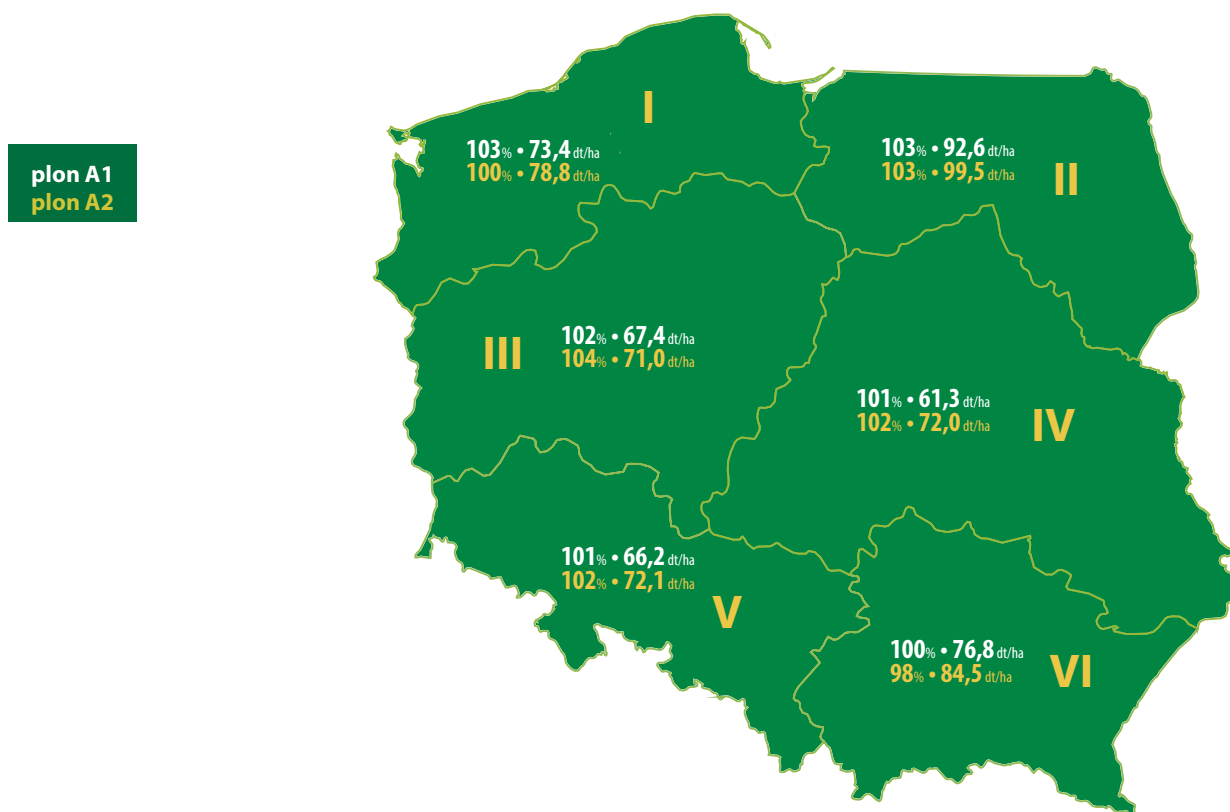 plon A1
plon A2
I
103% • 73,4 dt/ha
100% • 78,8 dt/ha
103% • 92,6 dt/ha
103% • 99,5 dt/ha
II
III
102% • 67,4 dt/ha
104% • 71,0 dt/ha
101% • 61,3 dt/ha
102% • 72,0 dt/ha
IV
101% • 66,2 dt/ha
102% • 72,1 dt/ha
V
100% • 76,8 dt/ha
98% • 84,5 dt/ha
VI